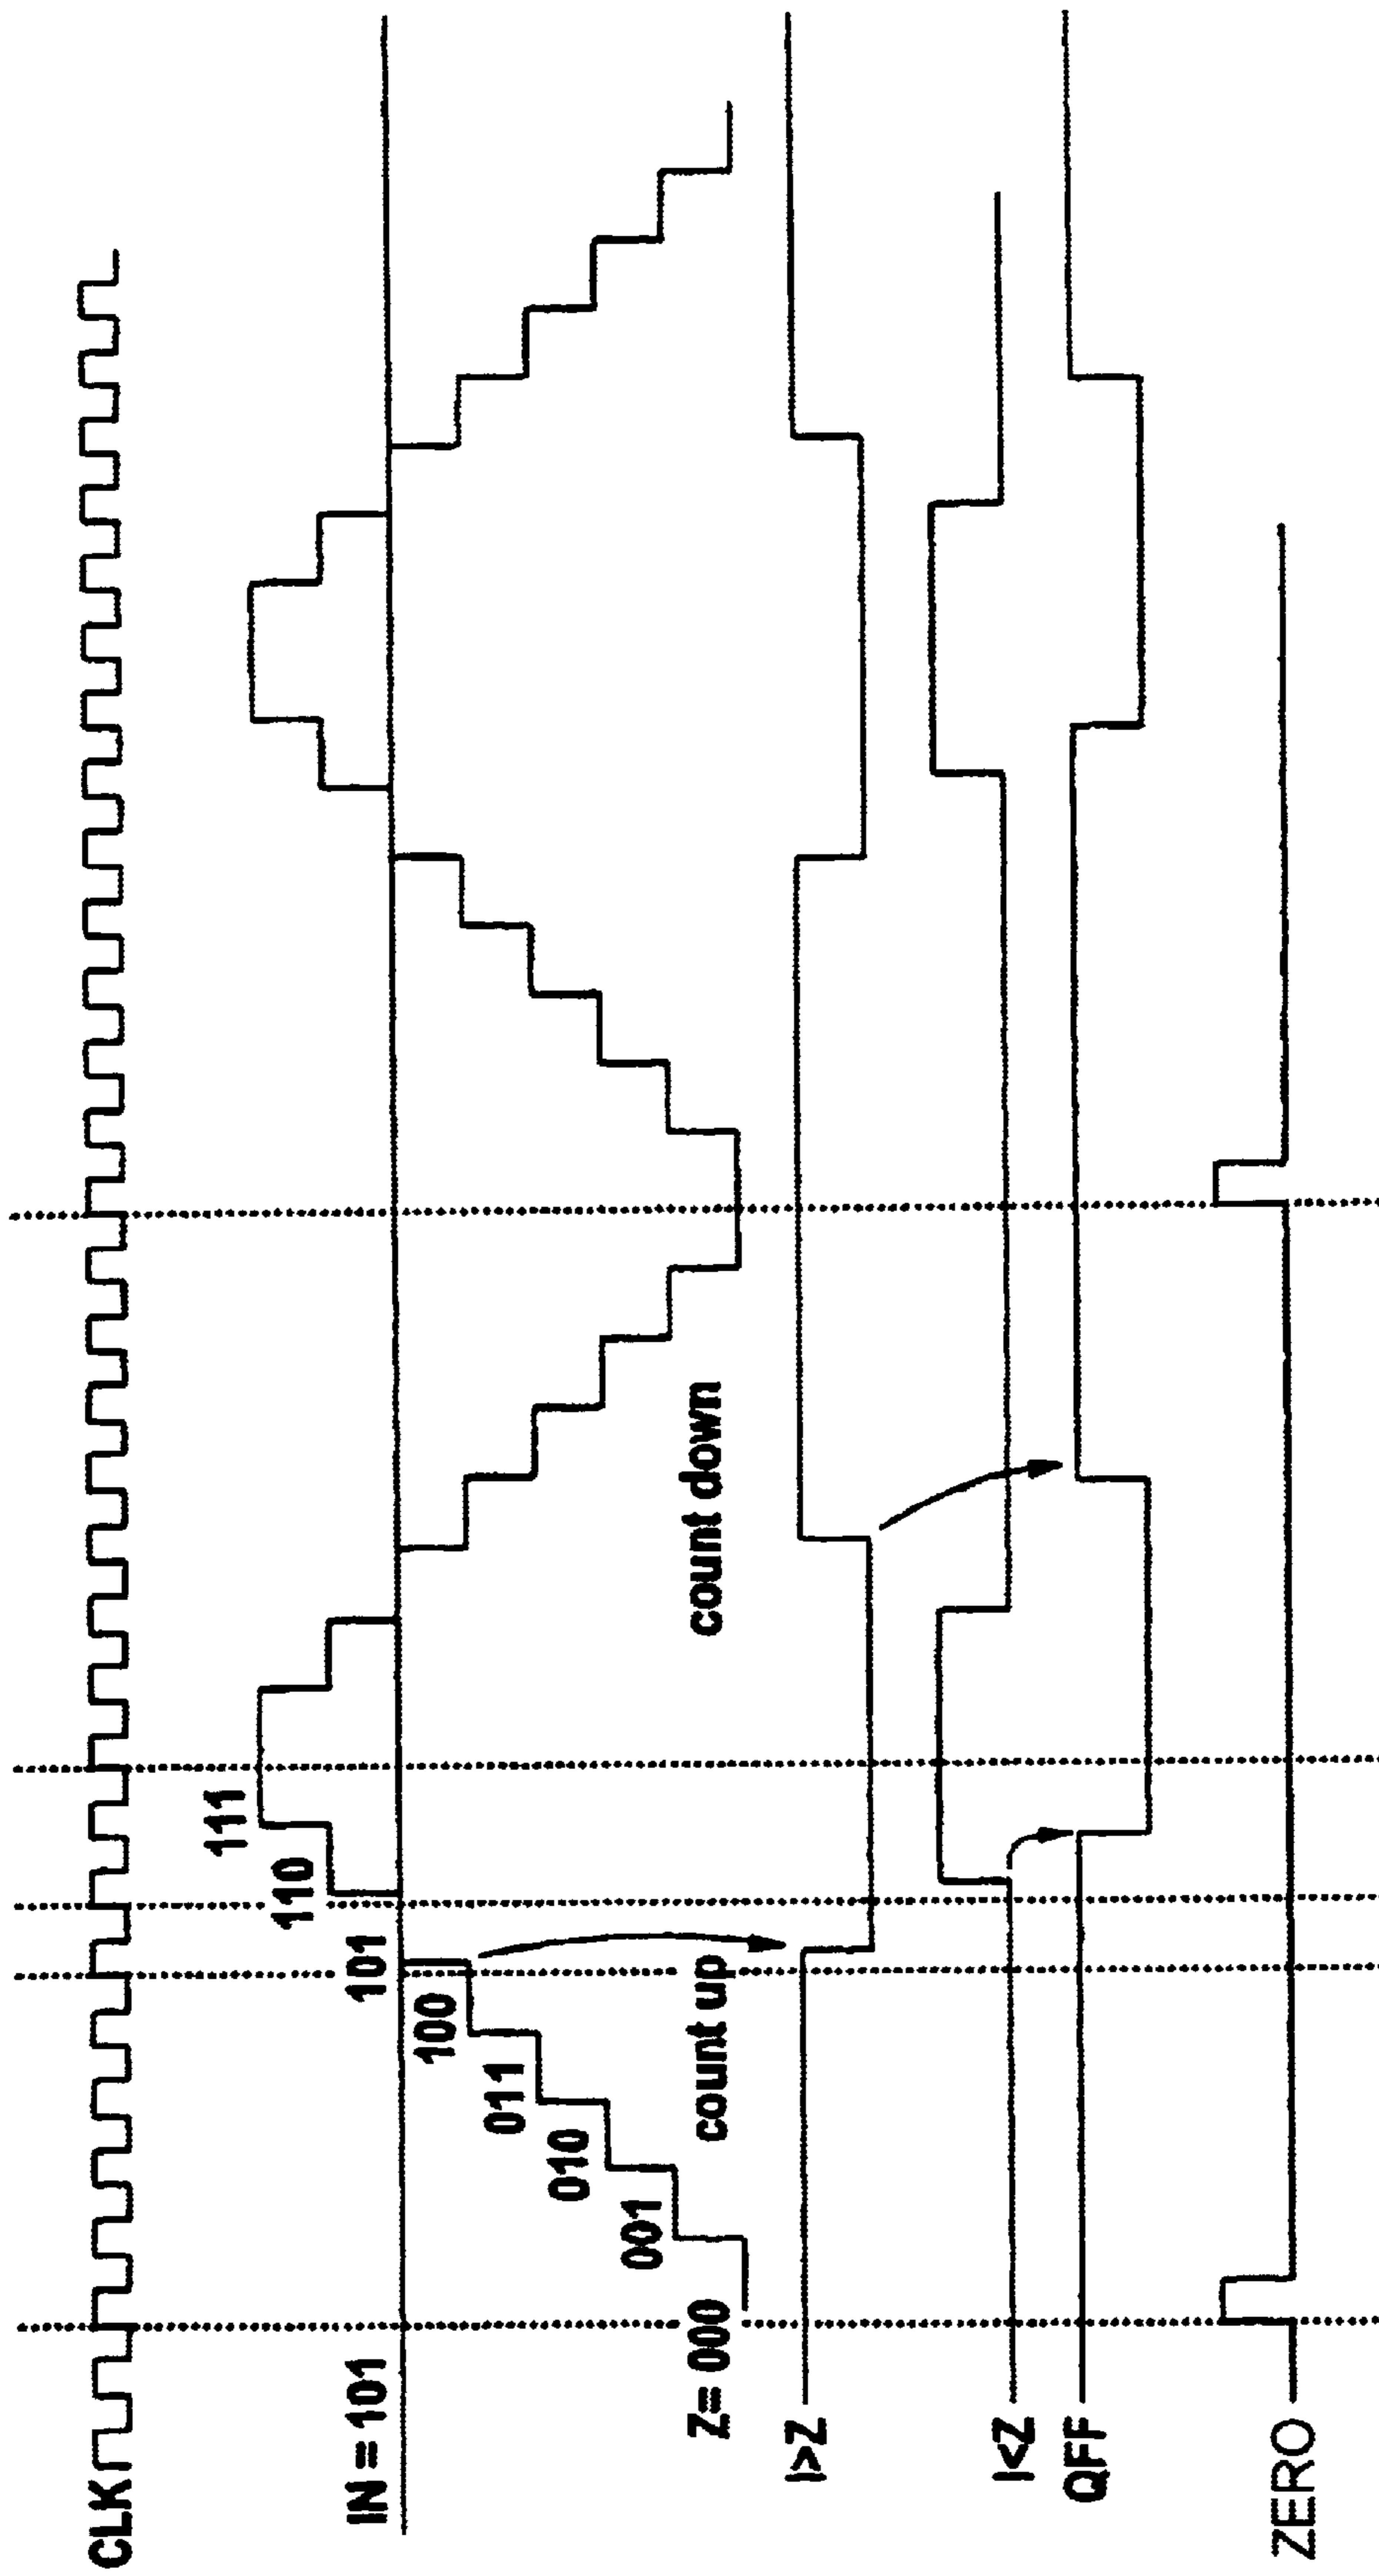 CLK
111
110
IN = 101
101
100
011
010
001
Z= 000
count up
count down
I>Z
I<Z
QFF
ZERO